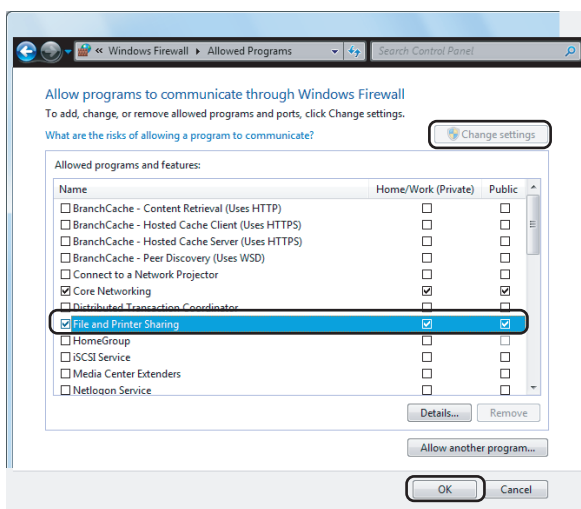 « Windows Firewall ▸ Allowed Programs Search Control Panel
Allow programs to communicate through Windows Firewall
To add, change, or remove allowed programs and ports, click Change settings.
What are the risks of allowing a program to communicate? Change settings
Allowed programs and features:
Name Home/Work (Private) Public
BranchCache - Content Retrieval (Uses HTTP)
BranchCache - Hosted Cache Client (Uses HTTPS)
BranchCache - Hosted Cache Server (Uses HTTPS)
BranchCache - Peer Discovery (Uses WSD)
Connect to a Network Projector
Core Networking
Distributed Transaction Coordinator
File and Printer Sharing
HomeGroup
iSCSI Service
Media Center Extenders
Netlogon Service
Details... Remove
Allow another program...
OK Cancel